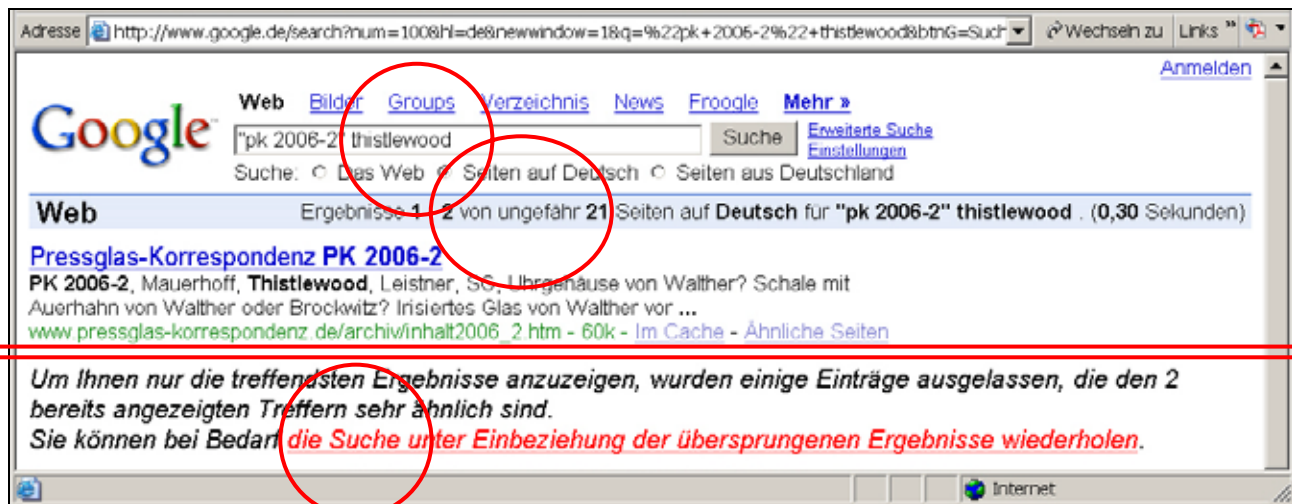 Adresse http://www.google.de/search?num=100&hl=de&newwindow=1&q=%22pk+2006-2%22+thistlewood&btnG=Such Wechseln zu Links »
Anmelden
Google
Web Bilder Groups Verzeichnis News Froogle Mehr »
"pk 2006-2" thistlewood Suche Erweiterte Suche
Einstellungen
Suche: Das Web Seiten auf Deutsch Seiten aus Deutschland
Web Ergebnisse 1 - 2 von ungefähr 21 Seiten auf Deutsch für "pk 2006-2" thistlewood . (0,30 Sekunden)
Pressglas-Korrespondenz PK 2006-2
PK 2006-2, Mauerhoff, Thistlewood, Leistner, SG, Uhrgehäuse von Walther? Schale mit
Auerhahn von Walther oder Brockwitz? Irisiertes Glas von Walther vor ...
www.pressglas-korrespondenz.de/archiv/inhalt2006_2.htm - 60k - Im Cache - Ähnliche Seiten
Um Ihnen nur die treffendsten Ergebnisse anzuzeigen, wurden einige Einträge ausgelassen, die den 2
bereits angezeigten Treffern sehr ähnlich sind.
Sie können bei Bedarf die Suche unter Einbeziehung der übersprungenen Ergebnisse wiederholen.
Internet